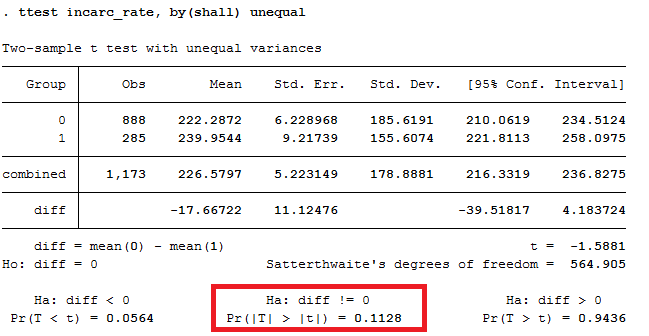 . ttest incarc_rate, by(shall) unequal
Two-sample t test with unequal variances
Group Obs Mean Std. Err. Std. Dev. [95% Conf. Interval]
0 888 222.2872 6.228968 185.6191 210.0619 234.5124
1 285 239.9544 9.21739 155.6074 221.8113 258.0975
combined 1,173 226.5797 5.223149 178.8881 216.3319 236.8275
diff -17.66722 11.12476 -39.51817 4.183724
diff = mean(0) - mean(1) t = -1.5881
Ho: diff = 0 Satterthwaite's degrees of freedom = 564.905
Ha: diff < 0 Ha: diff != 0 Ha: diff > 0
Pr(T < t) = 0.0564 Pr(|T| > |t|) = 0.1128 Pr(T > t) = 0.9436